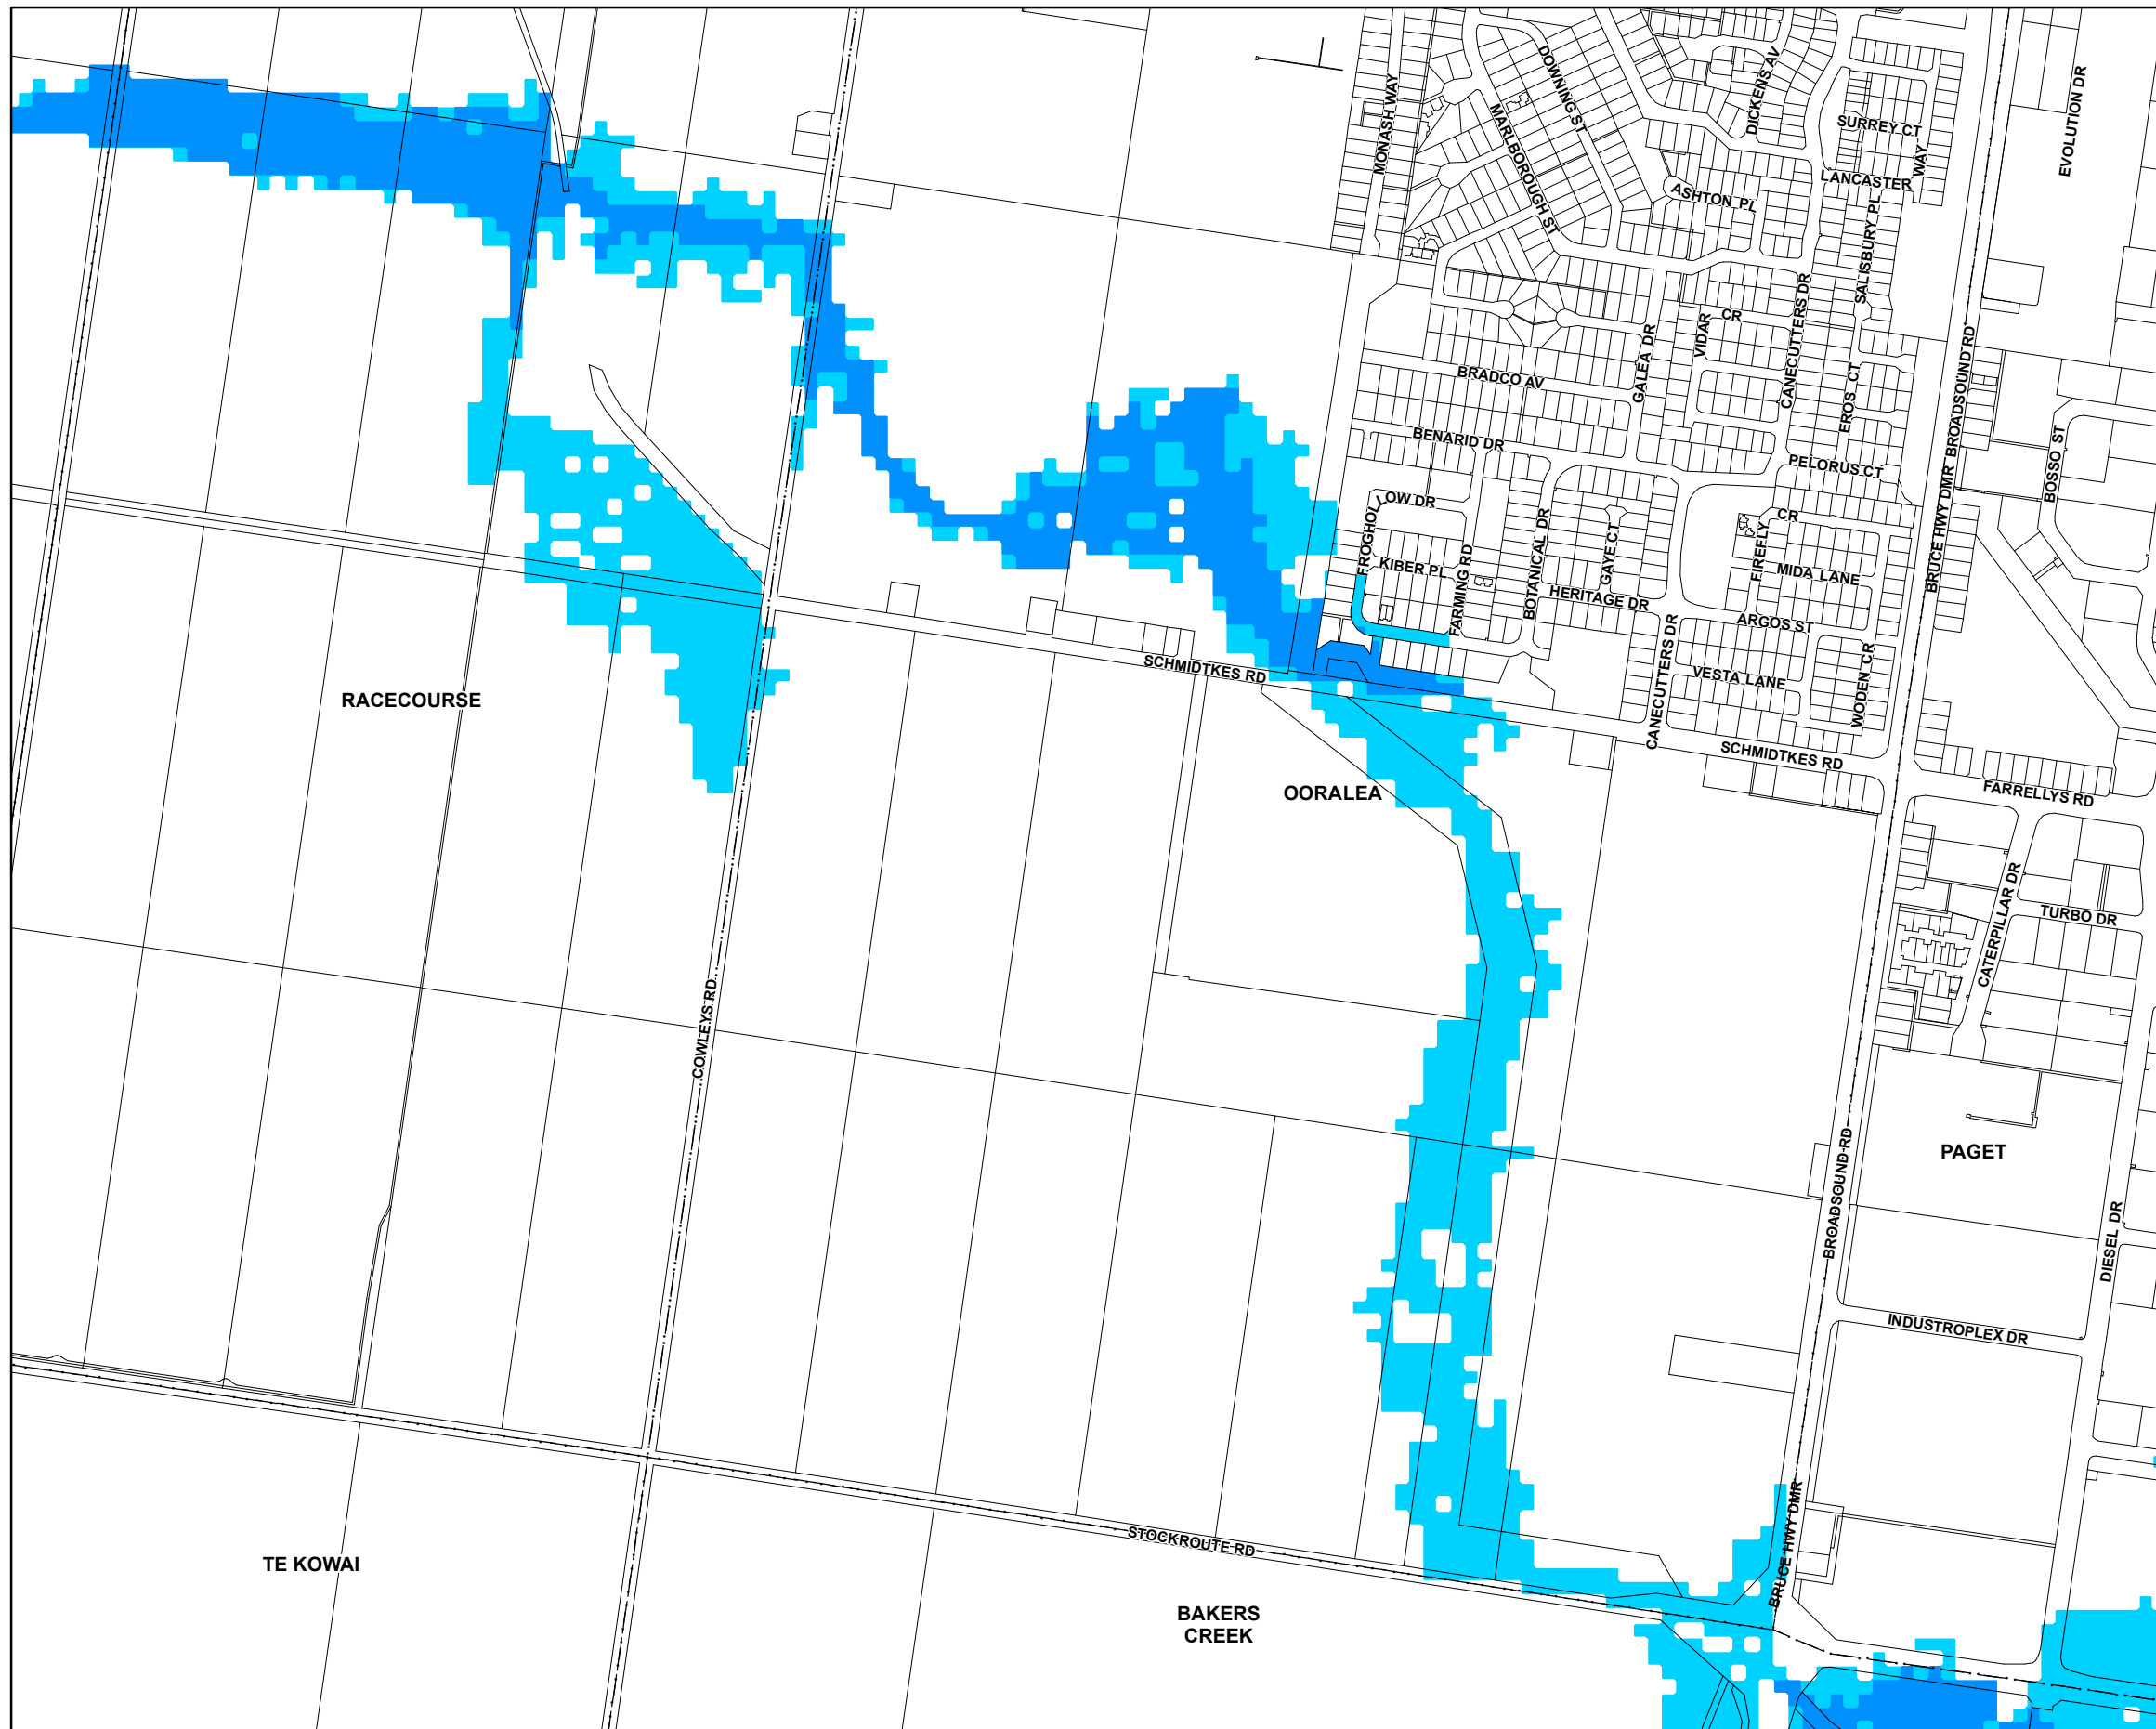 MONASH WAY
DOWNING ST
MARLBOROUGH ST
DICKENS AV
SURREY CT
LANCASTER
WAY
EVOLUTION DR
ASHTON PL
SALISBURY PL
CANECUTTERS DR
VIDAR
CR
GALEA DR
BRADCO AV
EROS CT
BRUCE HWY DMR BROADSOUND RD
BENARID DR
PELORUS CT
BOSSO ST
FROGHOLLOW DR
KIBER PL
FARMING RD
BOTANICAL DR
GAYE CT
HERITAGE DR
FIREFLY
CR
MIDA LANE
ARGOS ST
VESTA LANE
WODEN CR
CANECUTTERS DR
SCHMIDTKES RD
SCHMIDTKES RD
RACECOURSE
OORALEA
FARRELLYS RD
CATERPILLAR DR
TURBO DR
COWLEYS RD
PAGET
BROADSOUND RD
DIESEL DR
INDUSTROPLEX DR
BRUCE HWY DMR
STOCKROUTE RD
TE KOWAI
BAKERS
CREEK